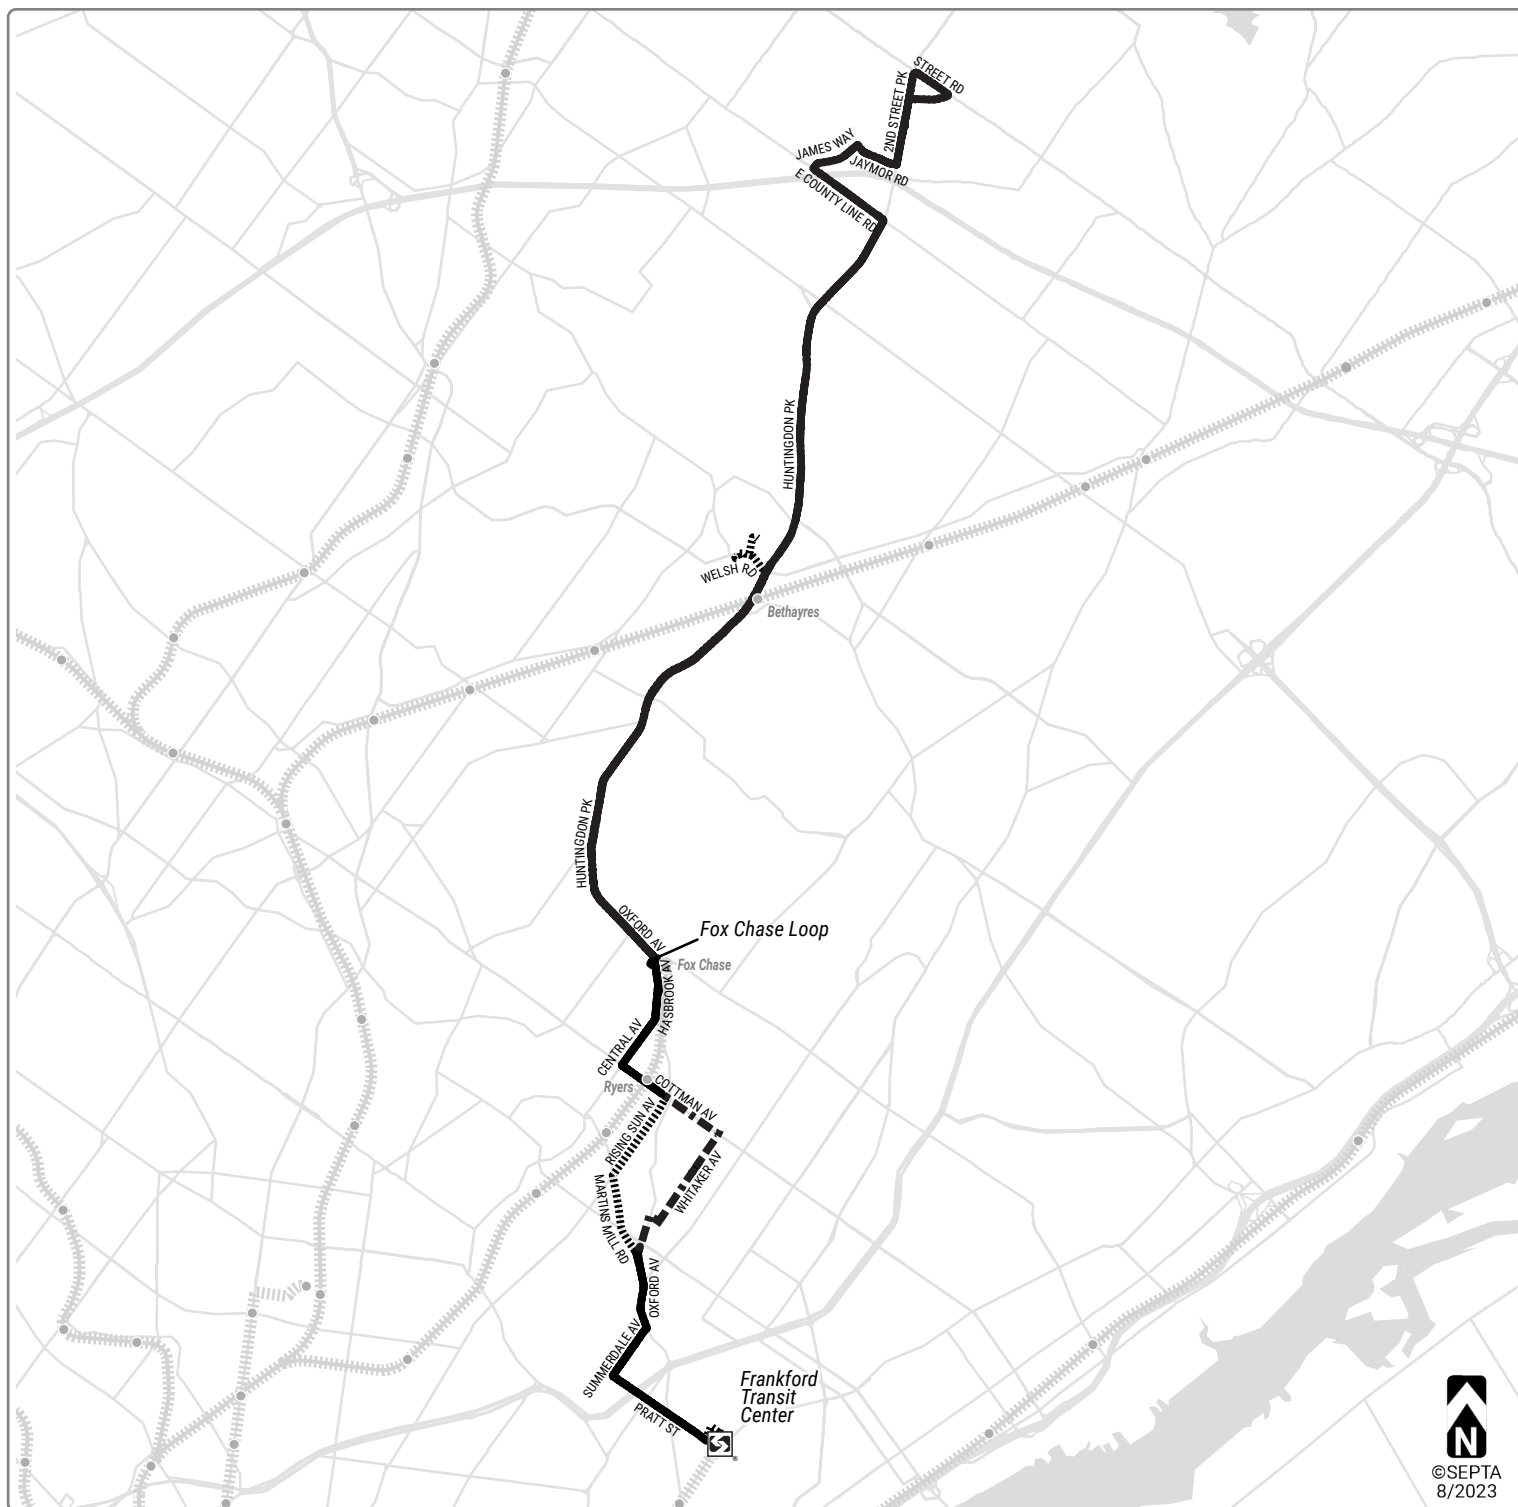 STREET RD
2ND STREET PK
JAMES WAY
JAYMOR RD
E COUNTY LINE RD
HUNTINGDON PK
WELSH RD
Bethayres
HUNTINGDON PK
OXFORD AV
Fox Chase Loop
Fox Chase
HASBROOK AV
CENTRAL AV
Ryers
COTTMAN AV
RISING SUN AV
WHITAKER AV
MARTINS MILL RD
OXFORD AV
SUMMERDALE AV
PRATT ST
Frankford
Transit
Center
N
©SEPTA
8/2023